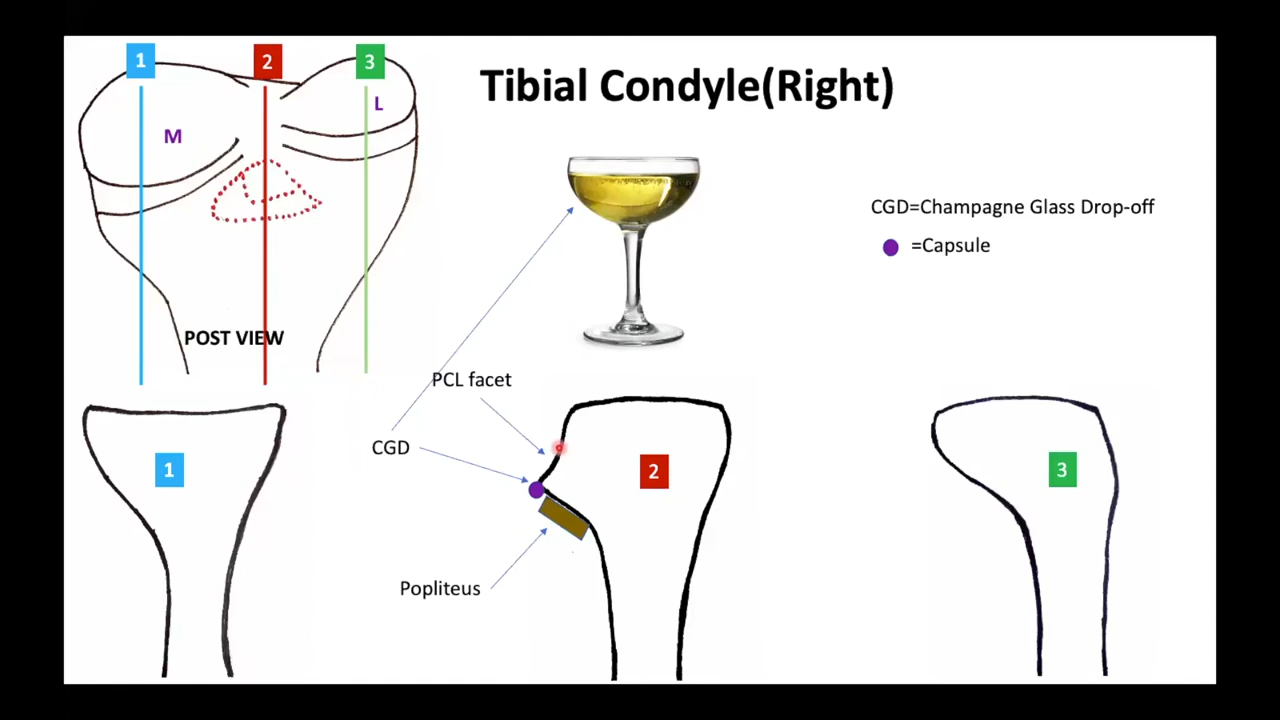 1
2
3
Tibial Condyle(Right)
L
M
CGD=Champagne Glass Drop-off
=Capsule
POST VIEW
PCL facet
CGD
1
2
3
Popliteus